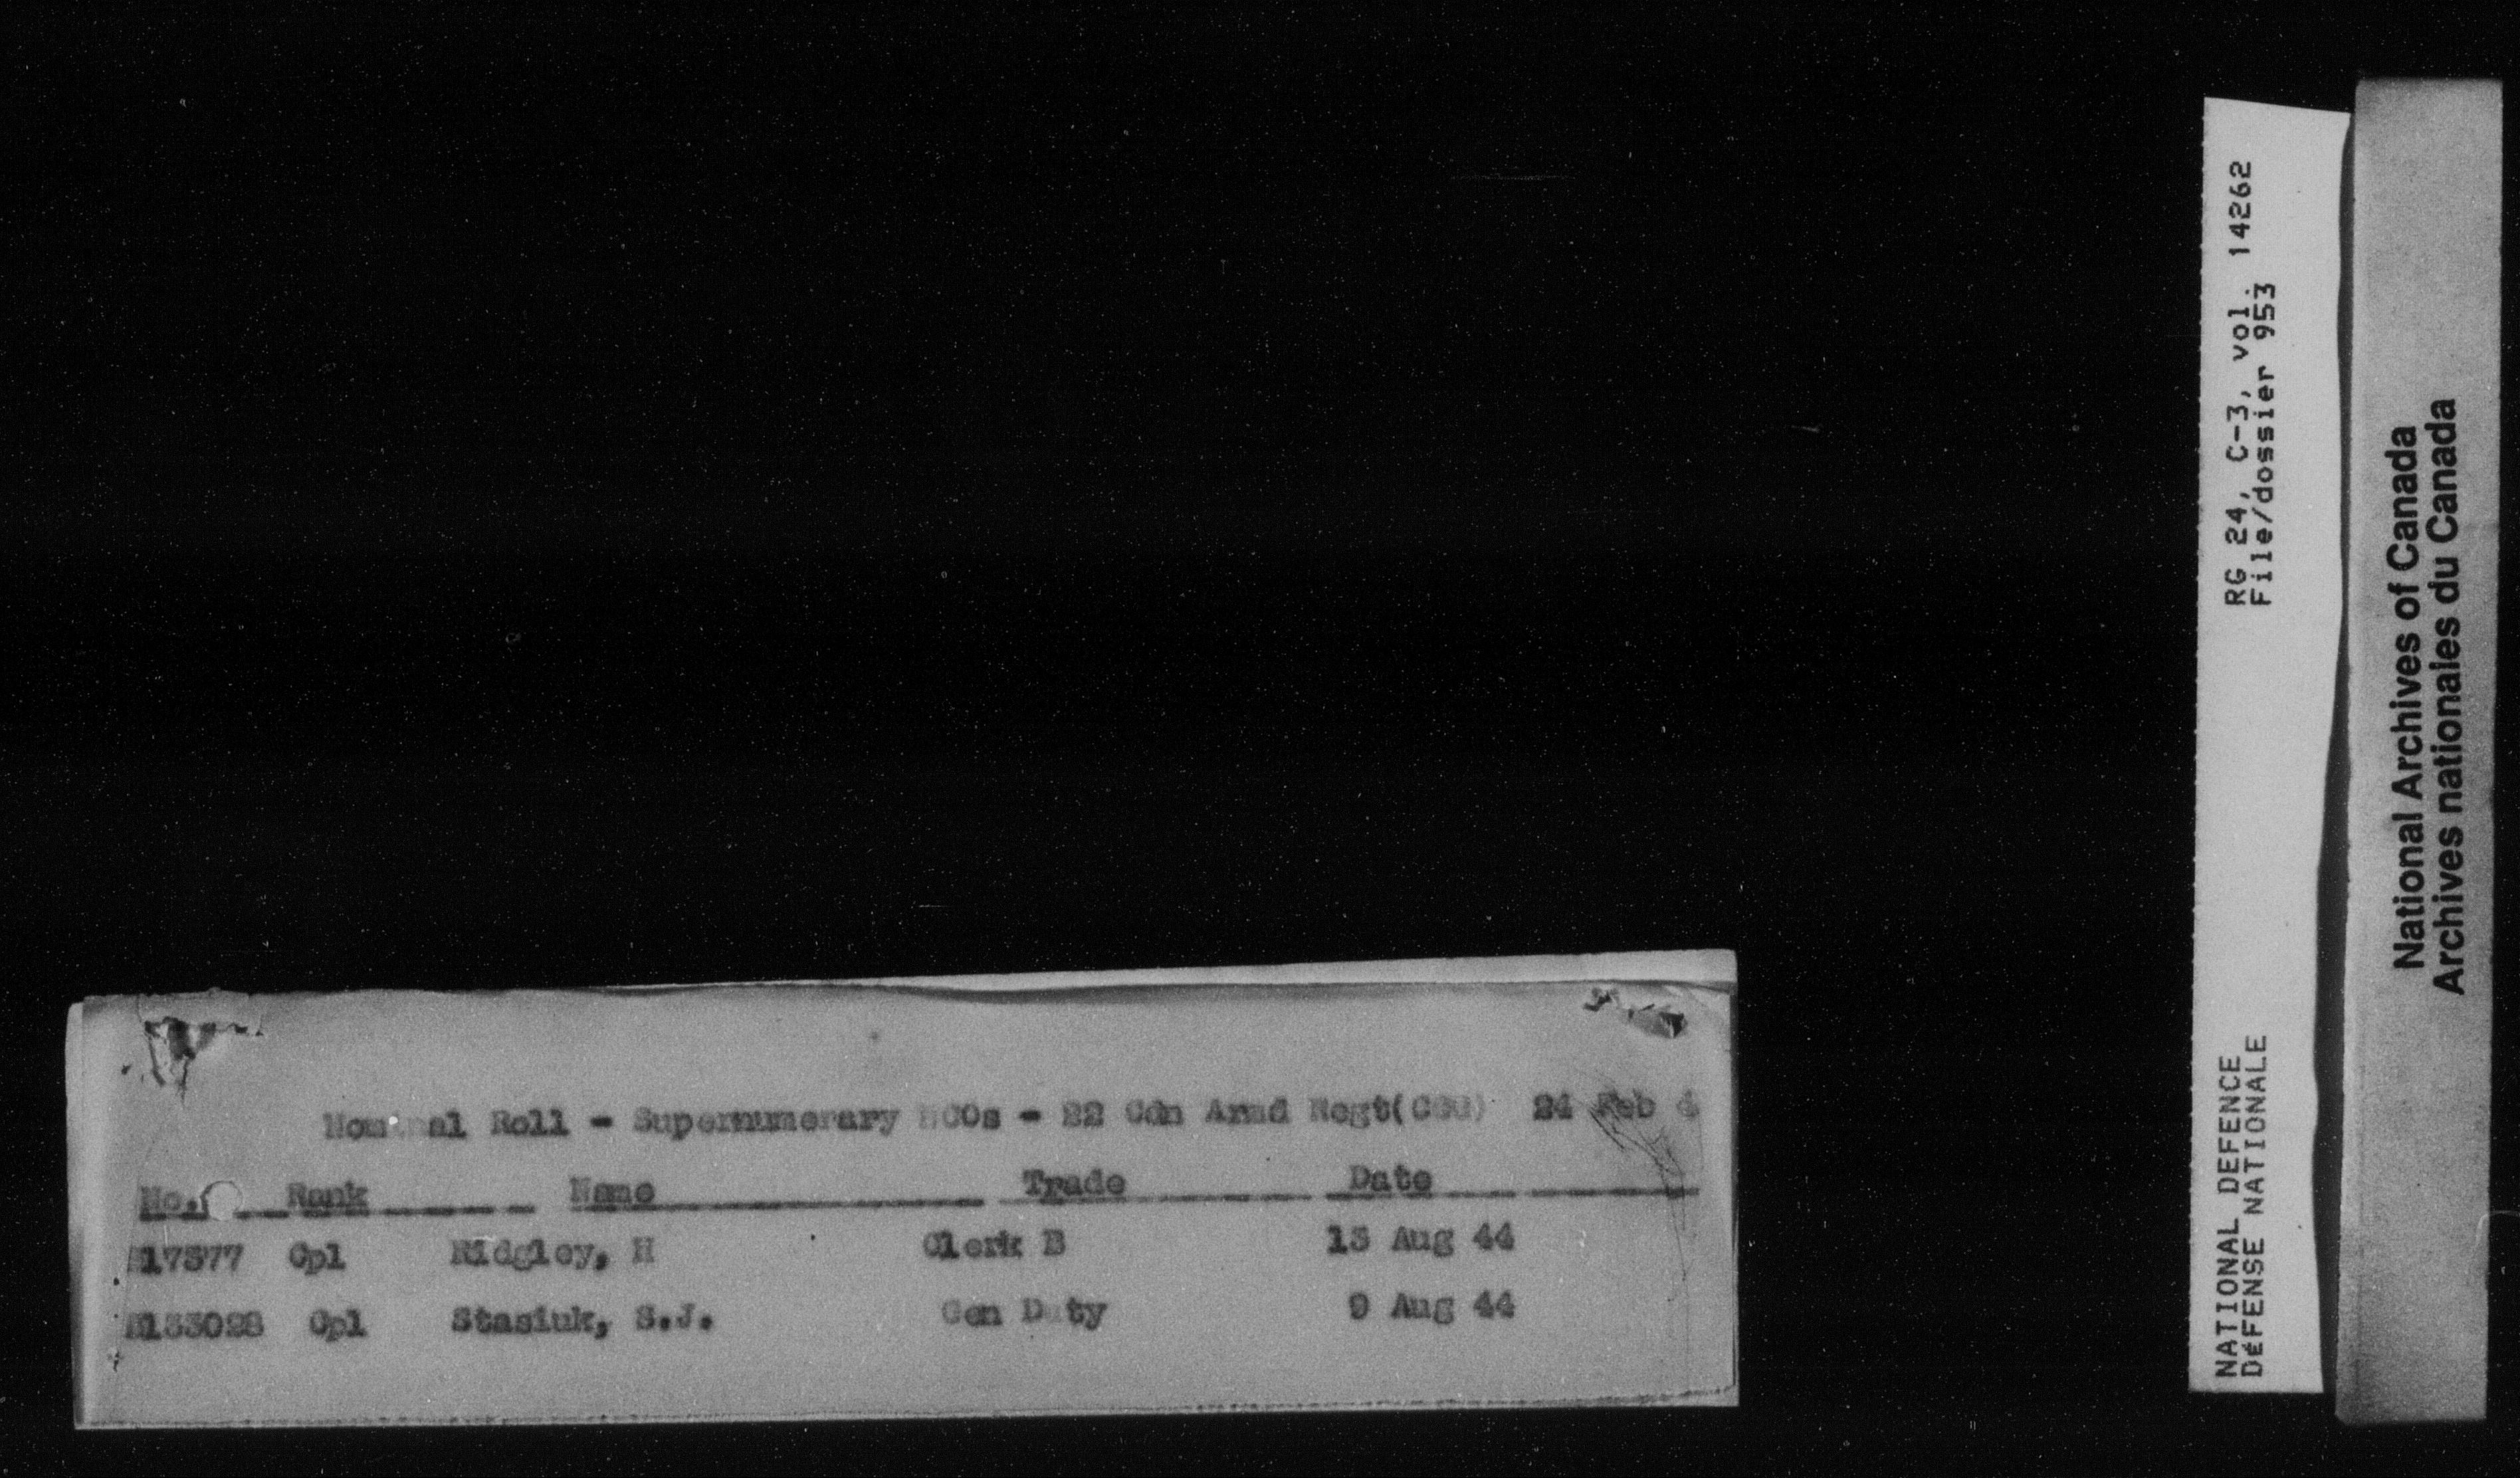 Nominal Roll - Supernumerary NCOs - 22 Cdn Armd Regt(CGG) 24 Feb 4
No. Rank Name Trade Date
Cpl Ridgley, H Clerk B 13 Aug 44
Cpl Stasiuk, S.J. Gen Duty 9 Aug 44
NATIONAL DEFENCE RG 24, C-3, vol. 14262
DÉFENSE NATIONALE File/dossier 953
National Archives of Canada
Archives nationales du Canada